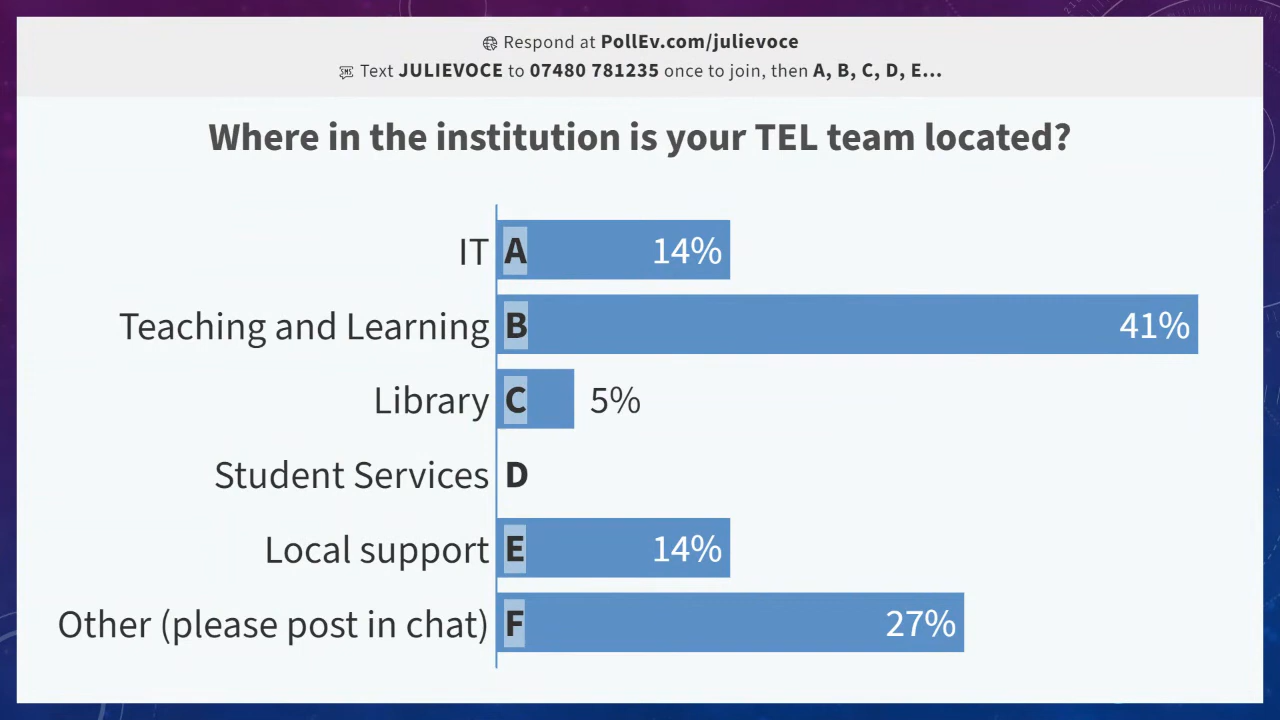 Respond at PollEv.com/julievoce
Text JULIEVOCE to 07480 781235 once to join, then A, B, C, D, E...
Where in the institution is your TEL team located?
IT A 14%
Teaching and Learning B 41%
Library C 5%
Student Services D
Local support E 14%
Other (please post in chat) F 27%